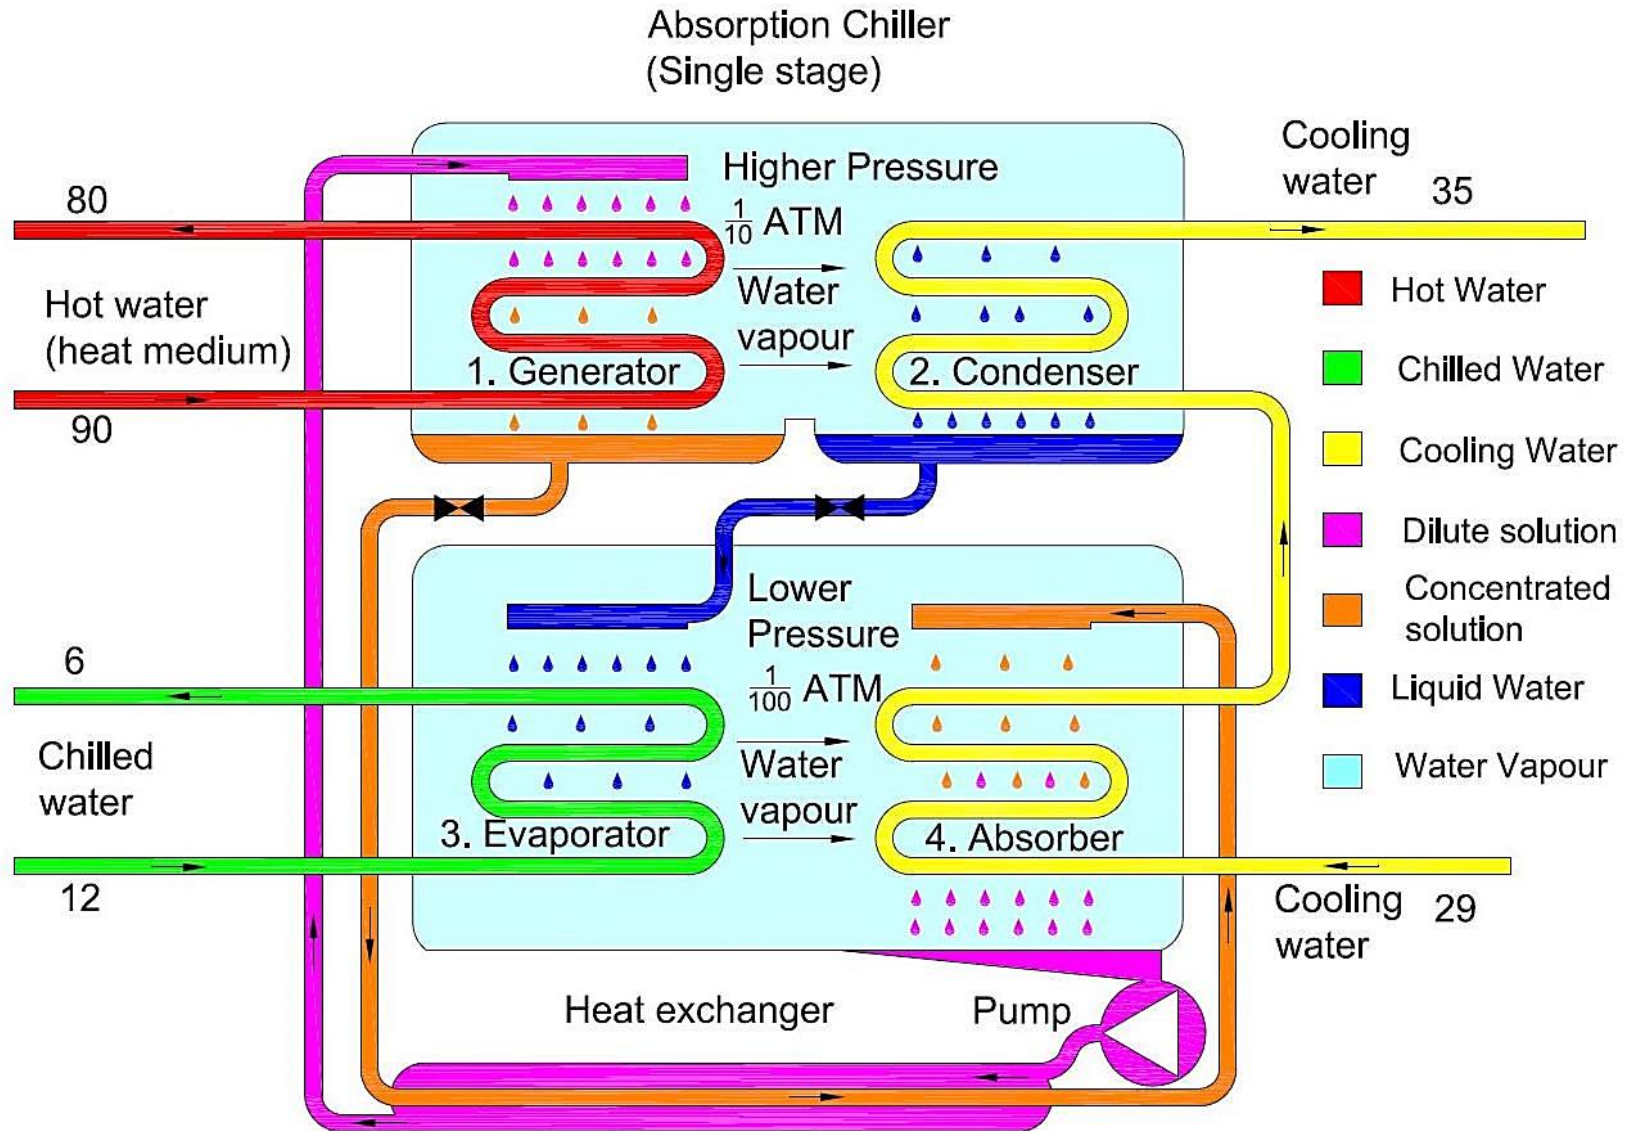 Absorption Chiller
(Single stage)
Cooling
water
35
80
Higher Pressure
1/10 ATM
Water
vapour
Hot water
(heat medium)
90
1. Generator
2. Condenser
Hot Water
Chilled Water
Cooling Water
Dilute solution
Concentrated
solution
Liquid Water
Water Vapour
Lower
Pressure
1/100 ATM
Water
vapour
6
Chilled
water
12
3. Evaporator
4. Absorber
Cooling
water
29
Heat exchanger
Pump